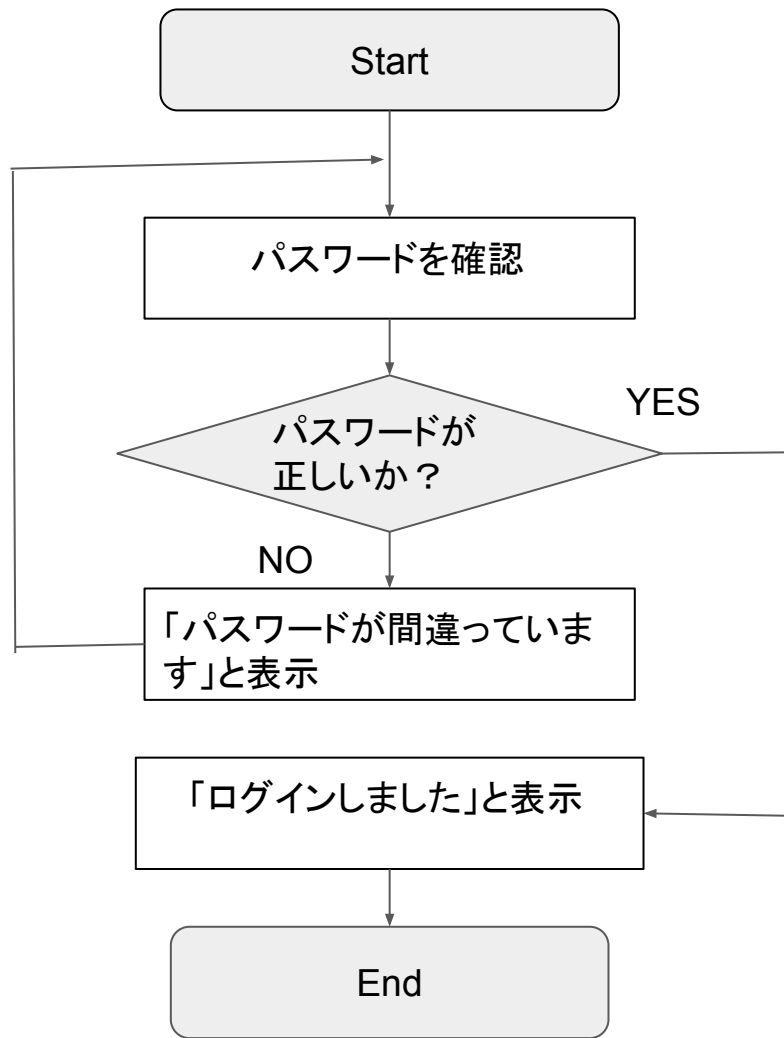 Start
パスワードを確認
パスワードが
正しいか？
YES
NO
「パスワードが間違っていま
す」と表示
「ログインしました」と表示
End